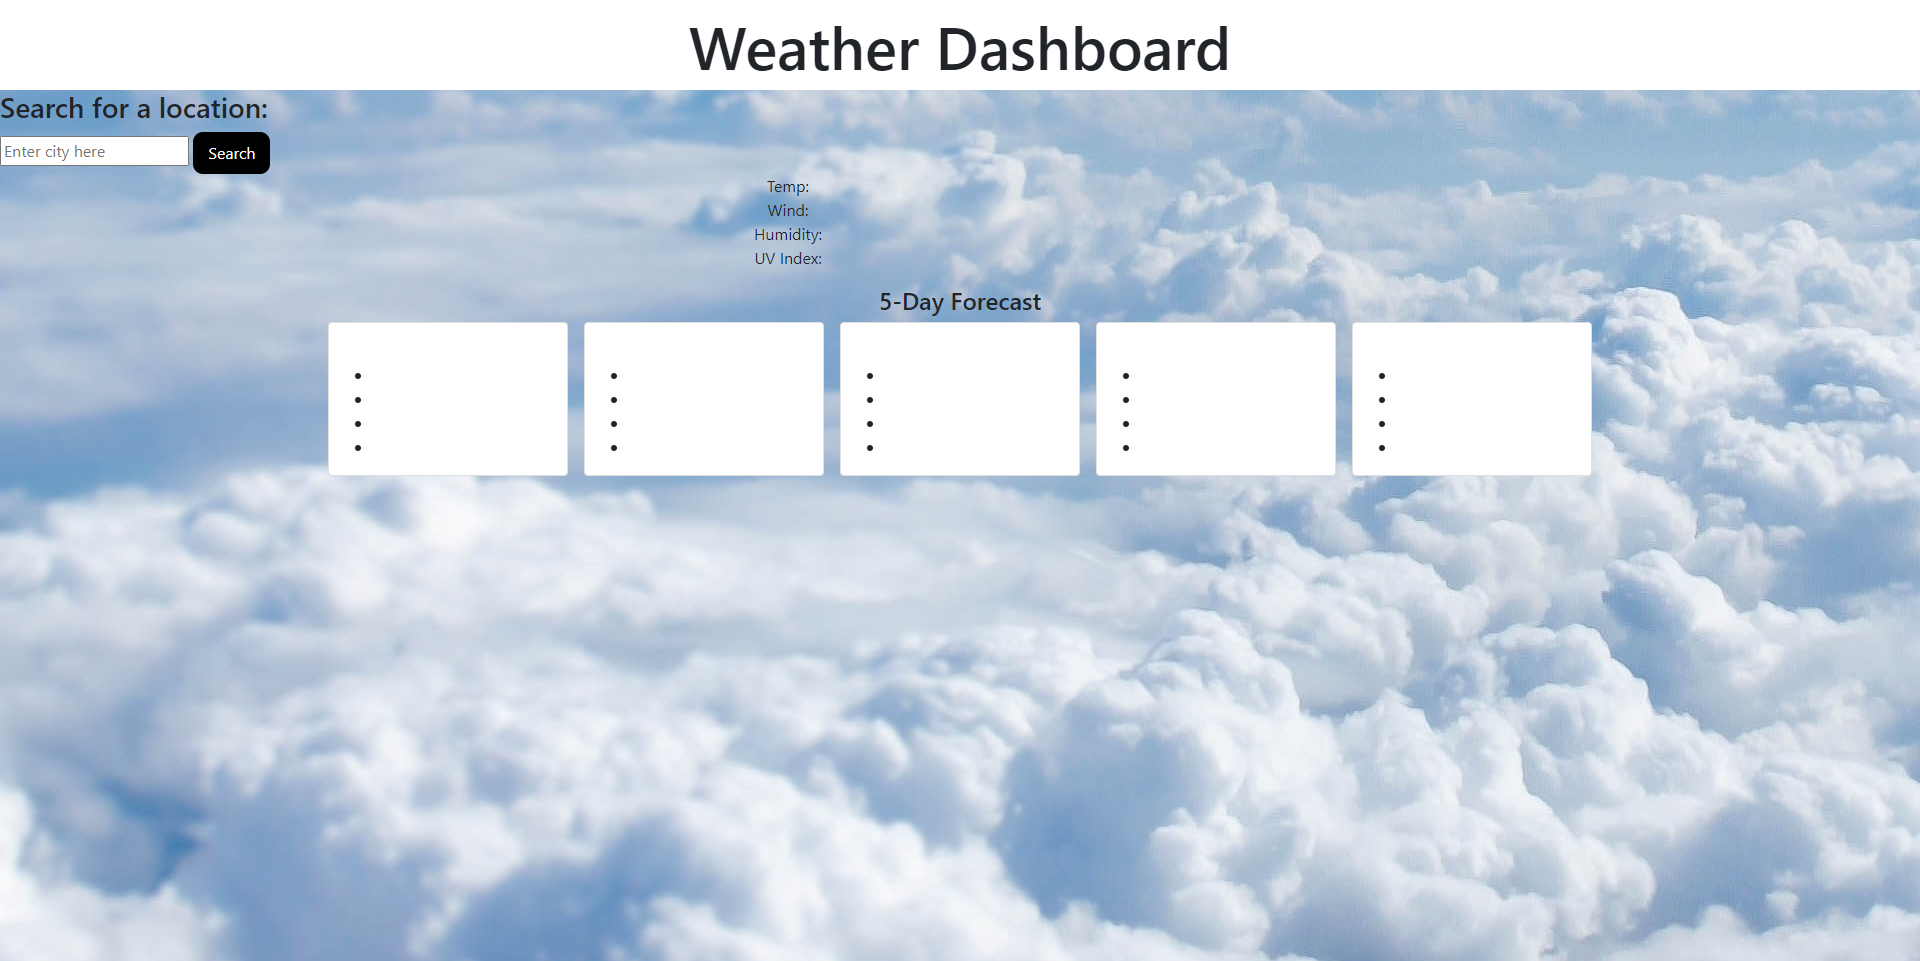 Weather Dashboard
Search for a location:
Enter city here Search
Temp:
Wind:
Humidity:
UV Index:
5-Day Forecast